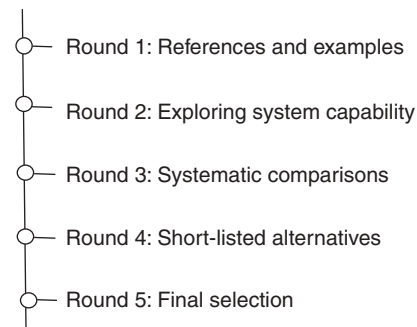 Round 1: References and examples
Round 2: Exploring system capability
Round 3: Systematic comparisons
Round 4: Short-listed alternatives
Round 5: Final selection